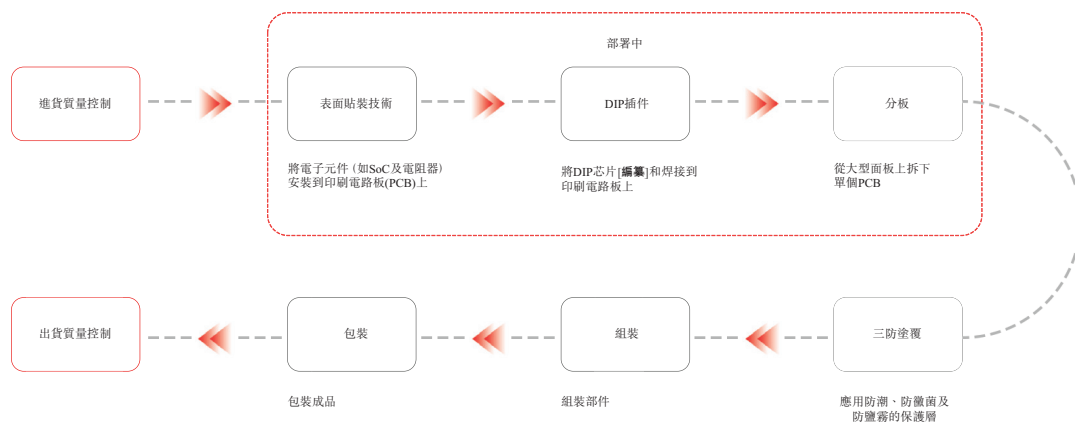 部署中
進貨質量控制
表面貼裝技術
DIP插件
分板
將電子元件（如SoC及電阻器）
安裝到印刷電路板(PCB)上
將DIP芯片[編纂]和焊接到
印刷電路板上
從大型面板上拆下
單個PCB
出貨質量控制
包裝
組裝
三防塗覆
包裝成品
組裝部件
應用防潮、防黴菌及
防鹽霧的保護層